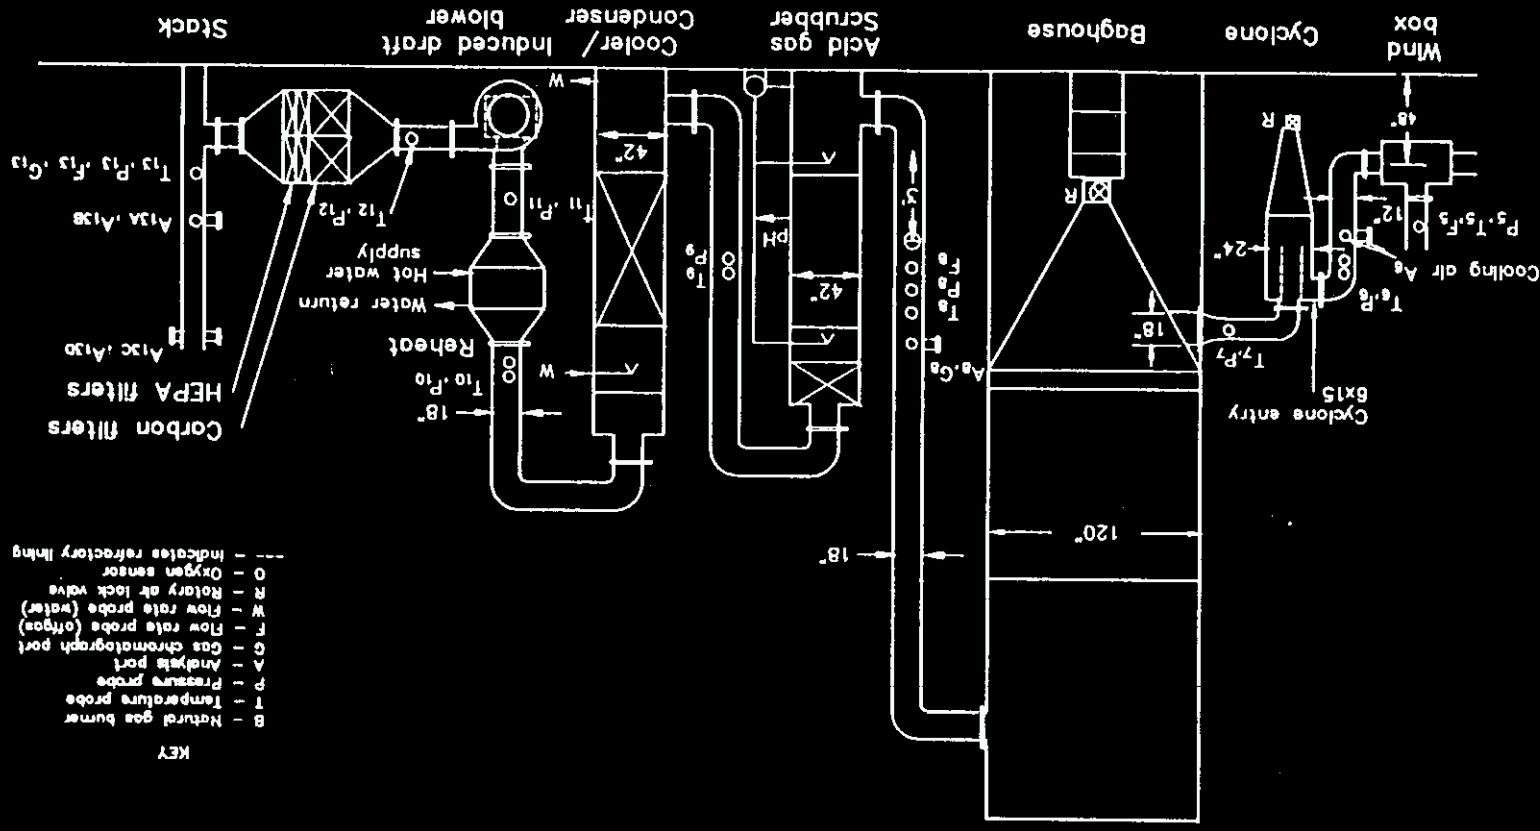 KEY
B - Natural gas burner
T - Temperature probe
P - Pressure probe
A - Analysis port
G - Gas chromatograph port
F - Flow rate probe (offgas)
W - Flow rate probe (water)
R - Rotary air lock valve
O - Oxygen sensor
--- - Indicates refractory lining
18"
120"
Cyclone entry
6x15
T₇,P₇
18"
T₆,P₆
Cooling air A₆
P₅,T₅,F₅
24"
12"
48"
R
R
A₈,G₈
T₈
P₈
F₈
3'
42"
pH
T₉
P₉
W
42"
W
18"
T₁₀,P₁₀
Reheat
Water return
Hot water
supply
T₁₁,P₁₁
T₁₂,P₁₂
Carbon filters
HEPA filters
A₁₃C,A₁₃D
A₁₃A,A₁₃B
T₁₃,P₁₃,F₁₃,G₁₃
Wind
box
Cyclone
Baghouse
Acid gas
Scrubber
Cooler/
Condenser
Induced draft
blower
Stack